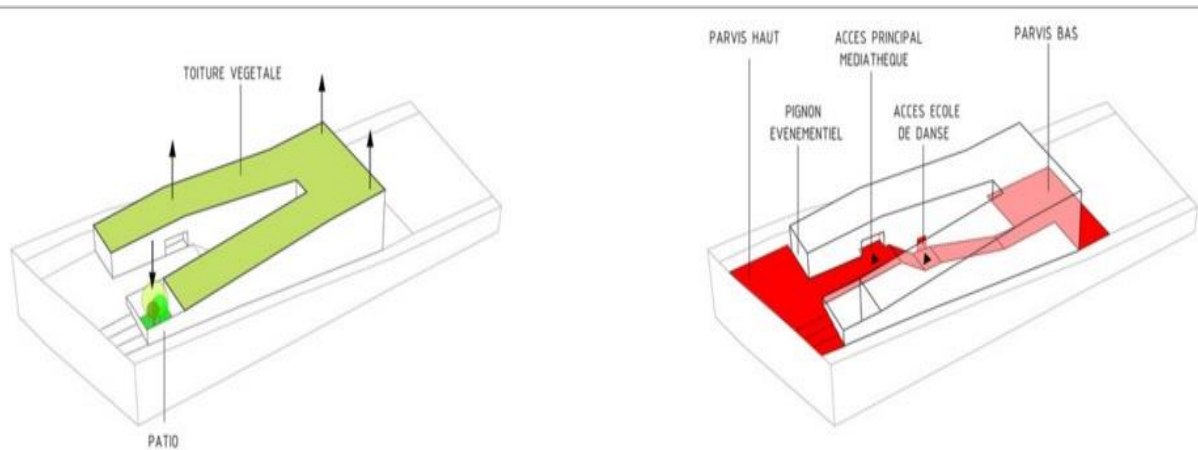 TOITURE VEGETALE
PATIO
PARVIS HAUT
ACCES PRINCIPAL
MEDIATHEQUE
PARVIS BAS
PIGNON
EVENEMENTIEL
ACCES ECOLE
DE DANSE